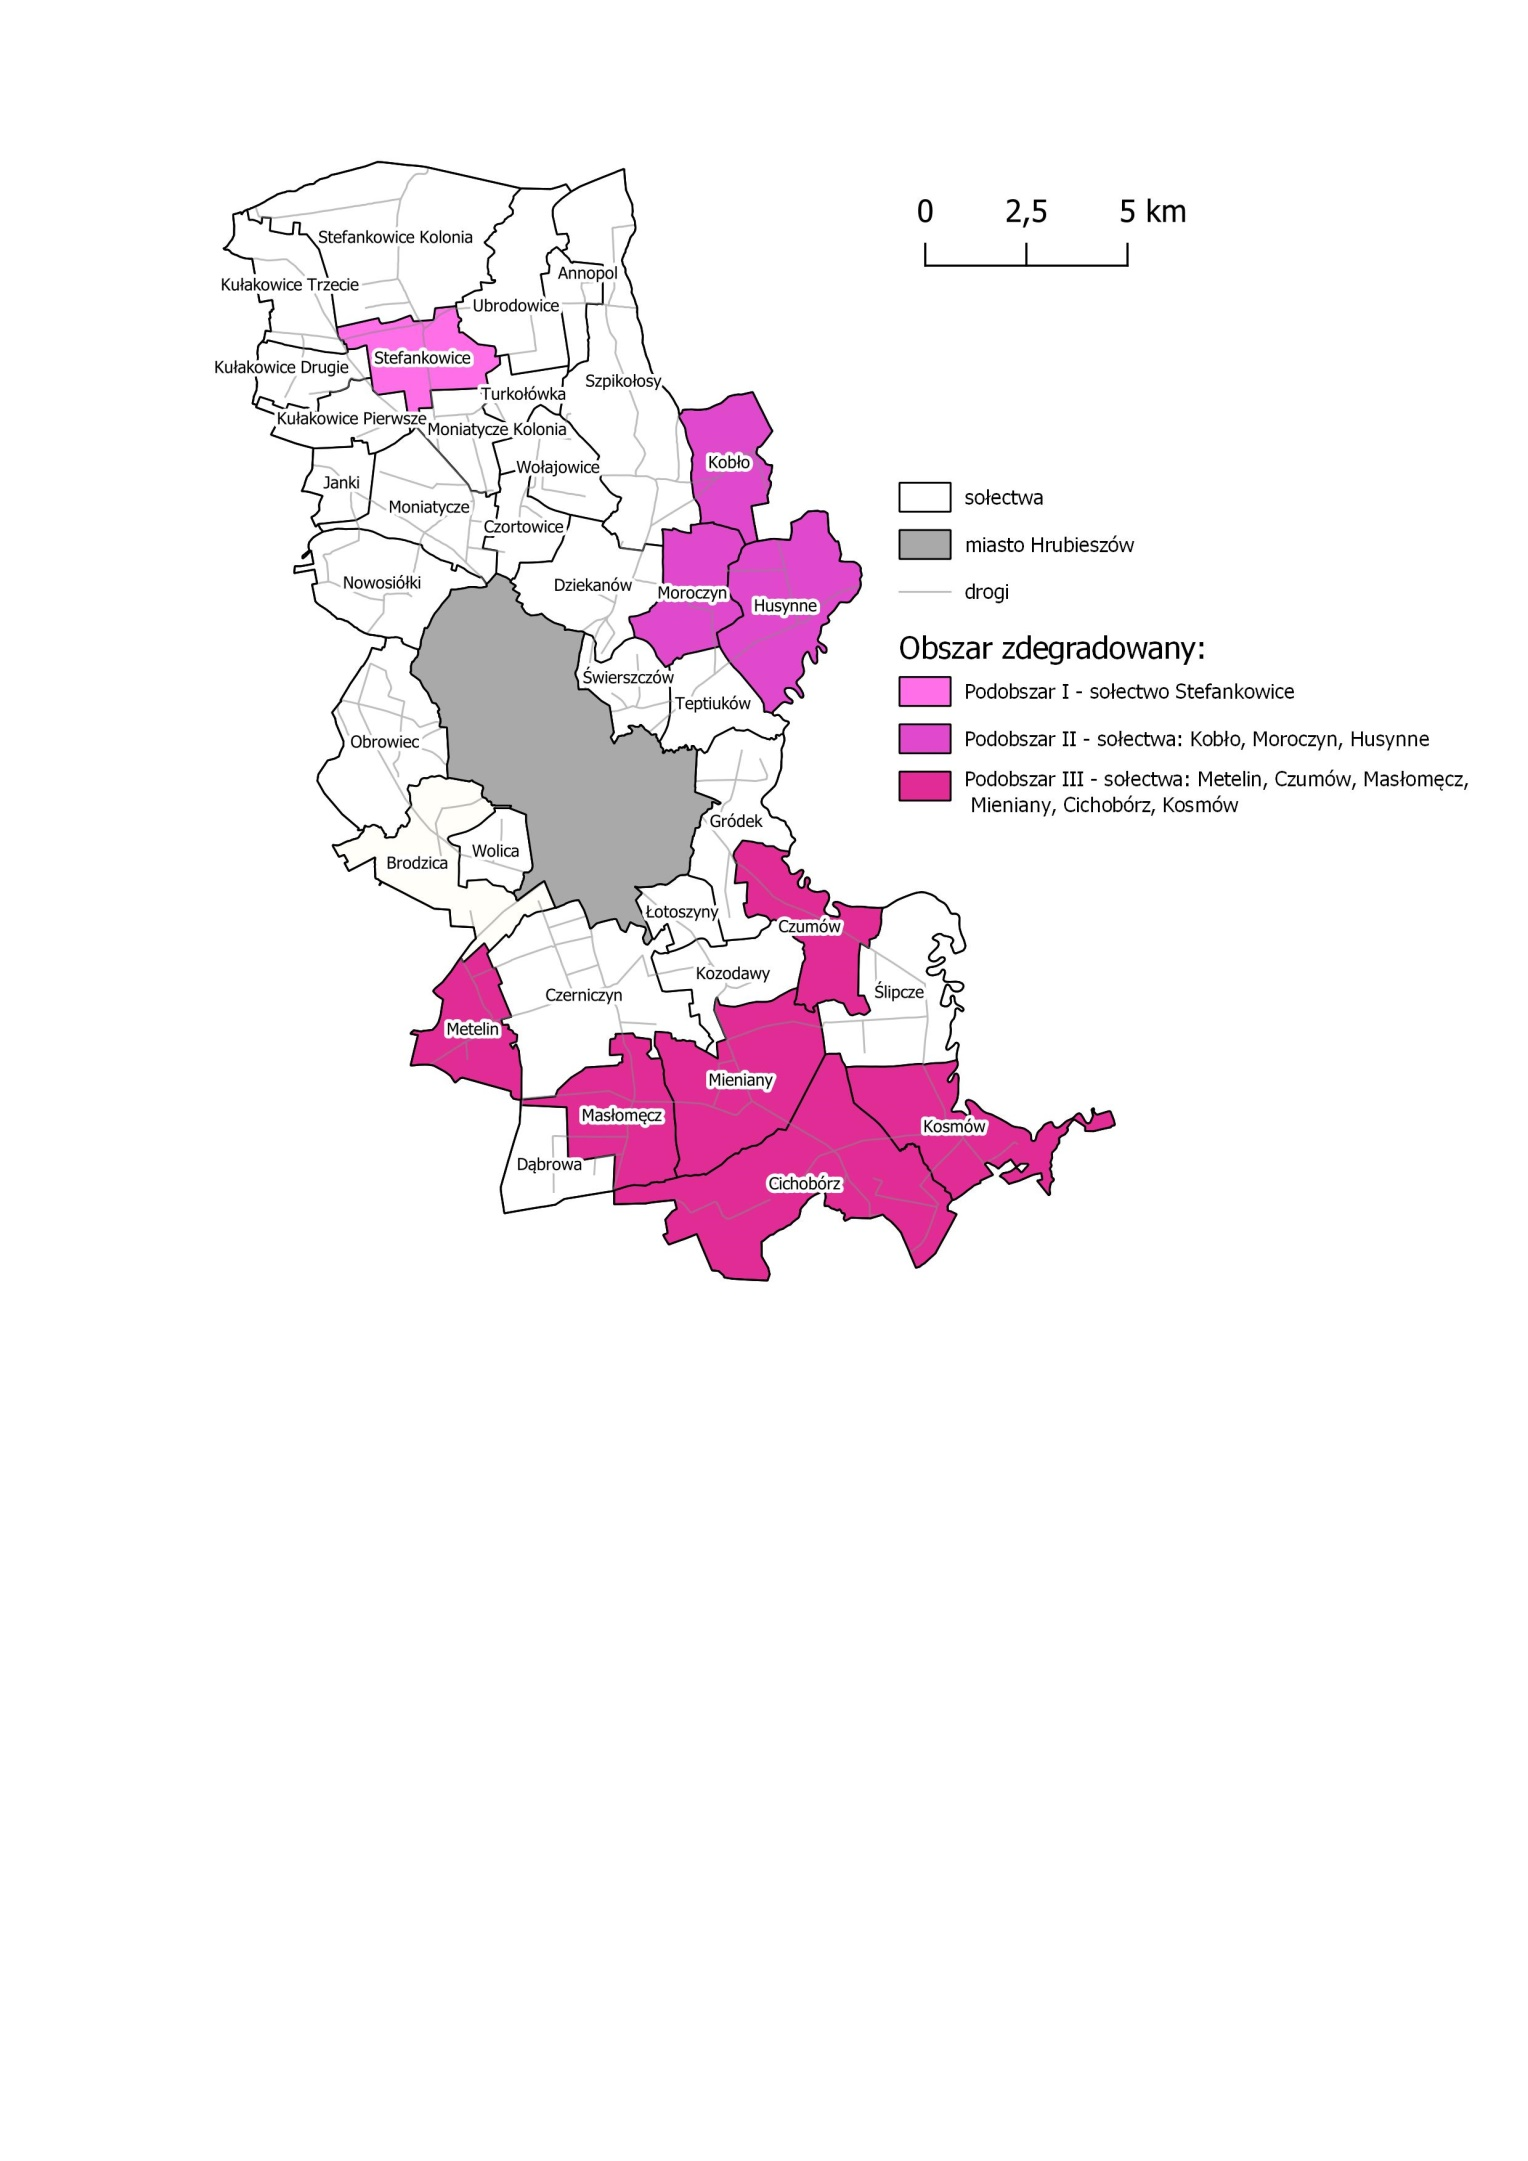 0 2,5 5 km
Stefankowice Kolonia
Annopol
Kułakowice Trzecie
Ubrodowice
Stefankowice
Kułakowice Drugie
Szpikołosy
Turkołówka
Kułakowice Pierwsze
Moniatycze Kolonia
Kobło
Wołajowice
Janki
Moniatycze
Czortowice
Nowosiółki
Dziekanów
Moroczyn
Husynne
Świerszczów
Teptiuków
Obrowiec
Gródek
Wolica
Brodzica
Łotoszyny
Czumów
Kozodawy
Czerniczyn
Ślipcze
Metelin
Mieniany
Masłomęcz
Kosmów
Dąbrowa
Cichobórz
sołectwa
miasto Hrubieszów
drogi
Obszar zdegradowany:
Podobszar I - sołectwo Stefankowice
Podobszar II - sołectwa: Kobło, Moroczyn, Husynne
Podobszar III - sołectwa: Metelin, Czumów, Masłomęcz,
Mieniany, Cichobórz, Kosmów